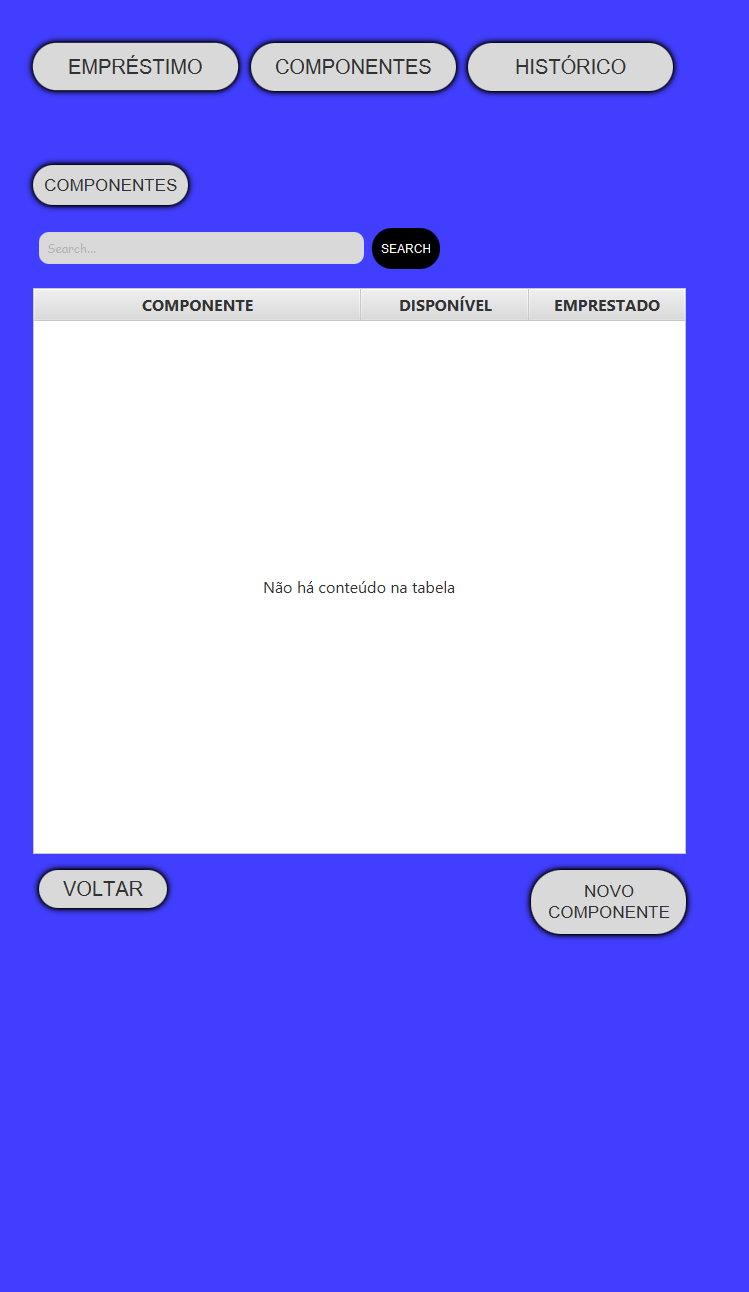 EMPRÉSTIMO COMPONENTES HISTÓRICO
COMPONENTES
Search... SEARCH
COMPONENTE DISPONÍVEL EMPRESTADO
Não há conteúdo na tabela
VOLTAR
NOVO
COMPONENTE